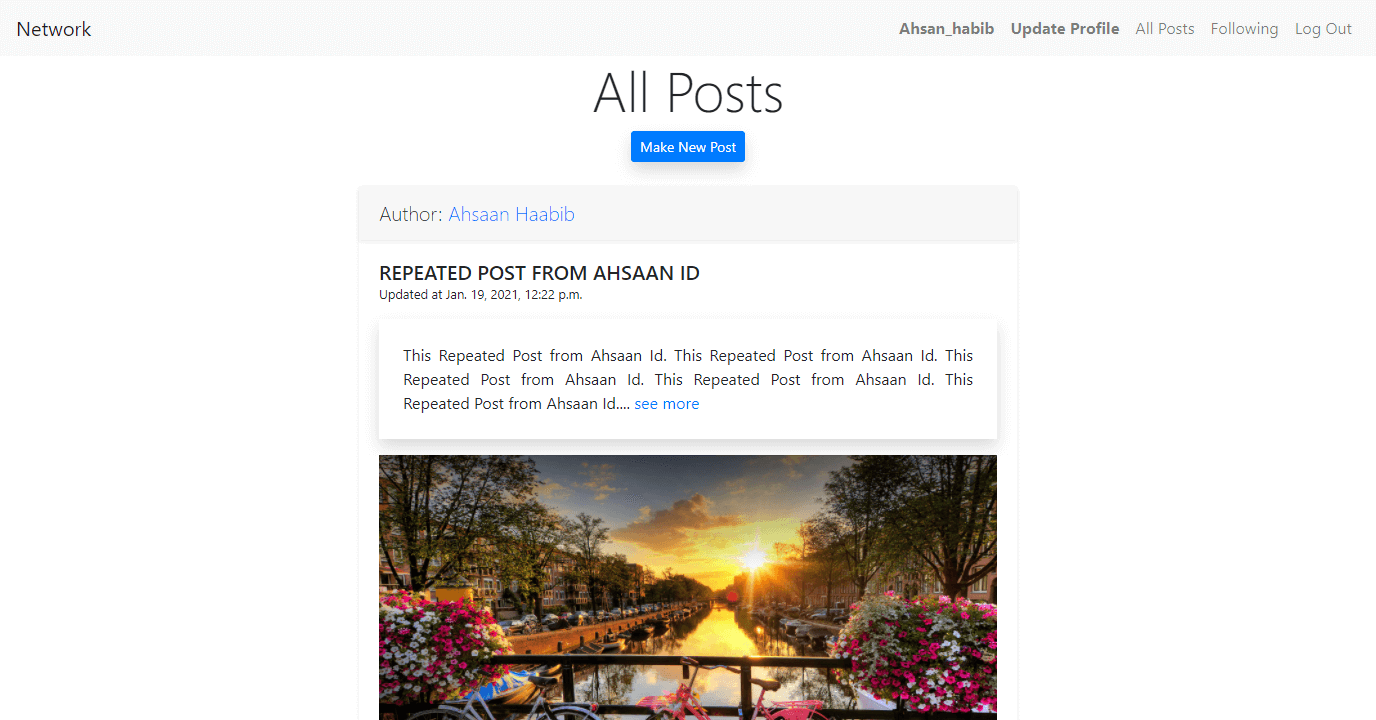 Network
Ahsan_habib Update Profile All Posts Following Log Out
All Posts
Make New Post
Author: Ahsaan Haabib
REPEATED POST FROM AHSAAN ID
Updated at Jan. 19, 2021, 12:22 p.m.
This Repeated Post from Ahsaan Id. This Repeated Post from Ahsaan Id. This
Repeated Post from Ahsaan Id. This Repeated Post from Ahsaan Id. This
Repeated Post from Ahsaan Id.... see more